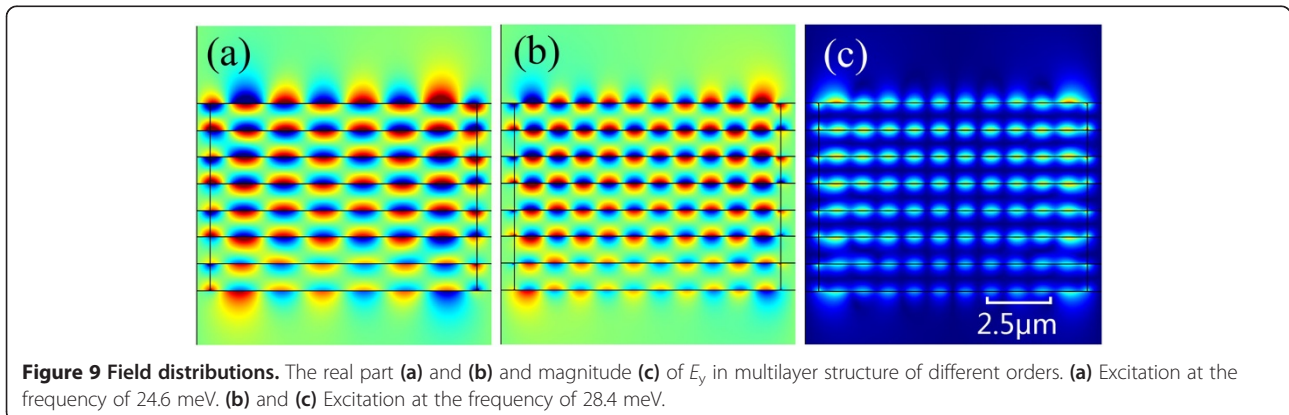 (a) (b) (c)
2.5μm
Figure 9 Field distributions. The real part (a) and (b) and magnitude (c) of Ey in multilayer structure of different orders. (a) Excitation at the
frequency of 24.6 meV. (b) and (c) Excitation at the frequency of 28.4 meV.